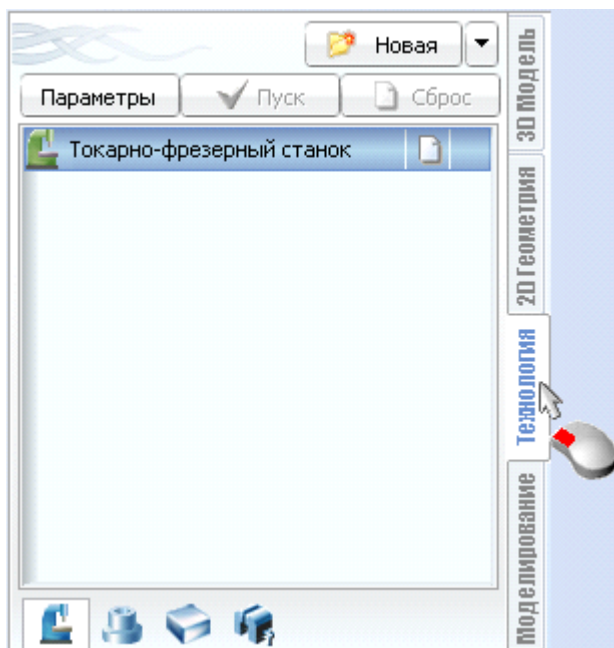 Новая
Параметры
Пуск
Сброс
Токарно-фрезерный станок
3D Модель
2D Геометрия
Технология
Моделирование